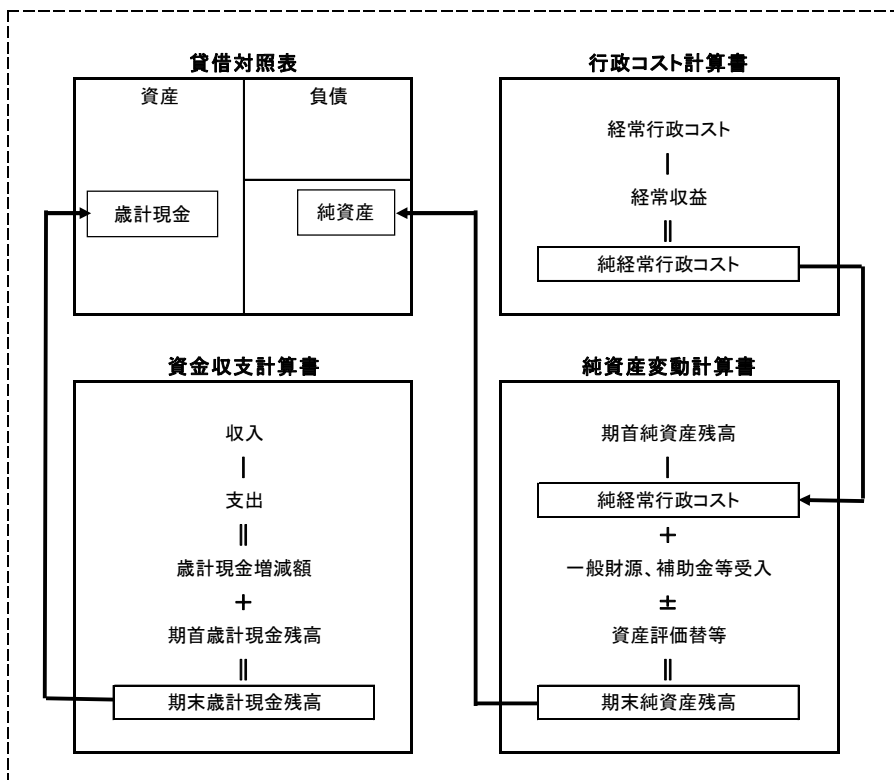 貸借対照表
資産
負債
歳計現金
純資産
行政コスト計算書
経常行政コスト
|
経常収益
||
純経常行政コスト
資金収支計算書
収入
|
支出
||
歳計現金増減額
+
期首歳計現金残高
||
期末歳計現金残高
純資産変動計算書
期首純資産残高
|
純経常行政コスト
+
一般財源、補助金等受入
±
資産評価替等
||
期末純資産残高